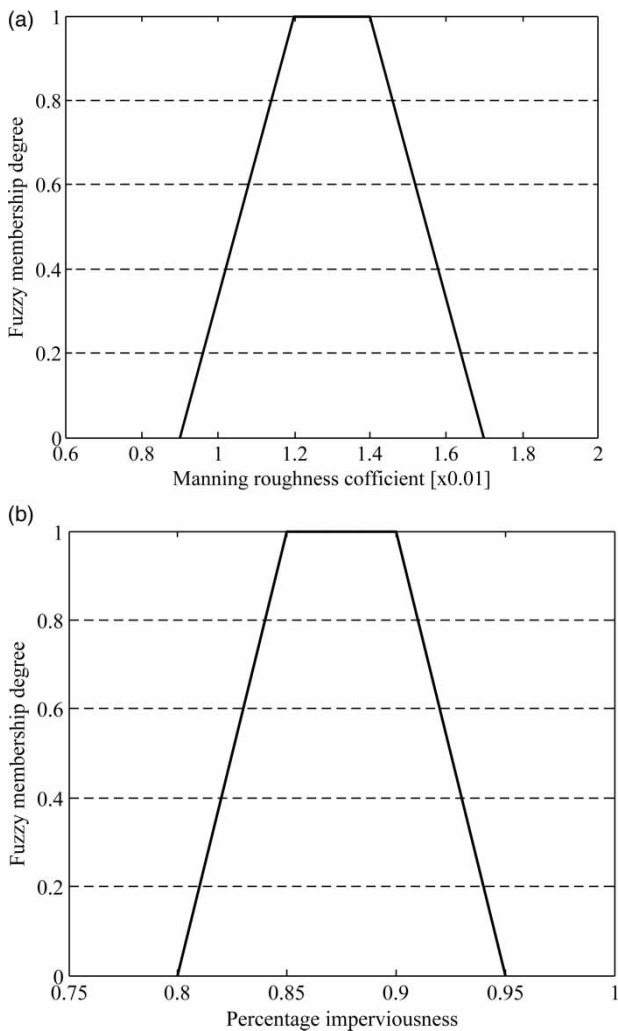 (a)
1
0.8
0.6
0.4
0.2
0
Fuzzy membership degree
0.6 0.8 1 1.2 1.4 1.6 1.8 2
Manning roughness cofficient [x0.01]
(b)
1
0.8
0.6
0.4
0.2
0
Fuzzy membership degree
0.75 0.8 0.85 0.9 0.95 1
Percentage imperviousness